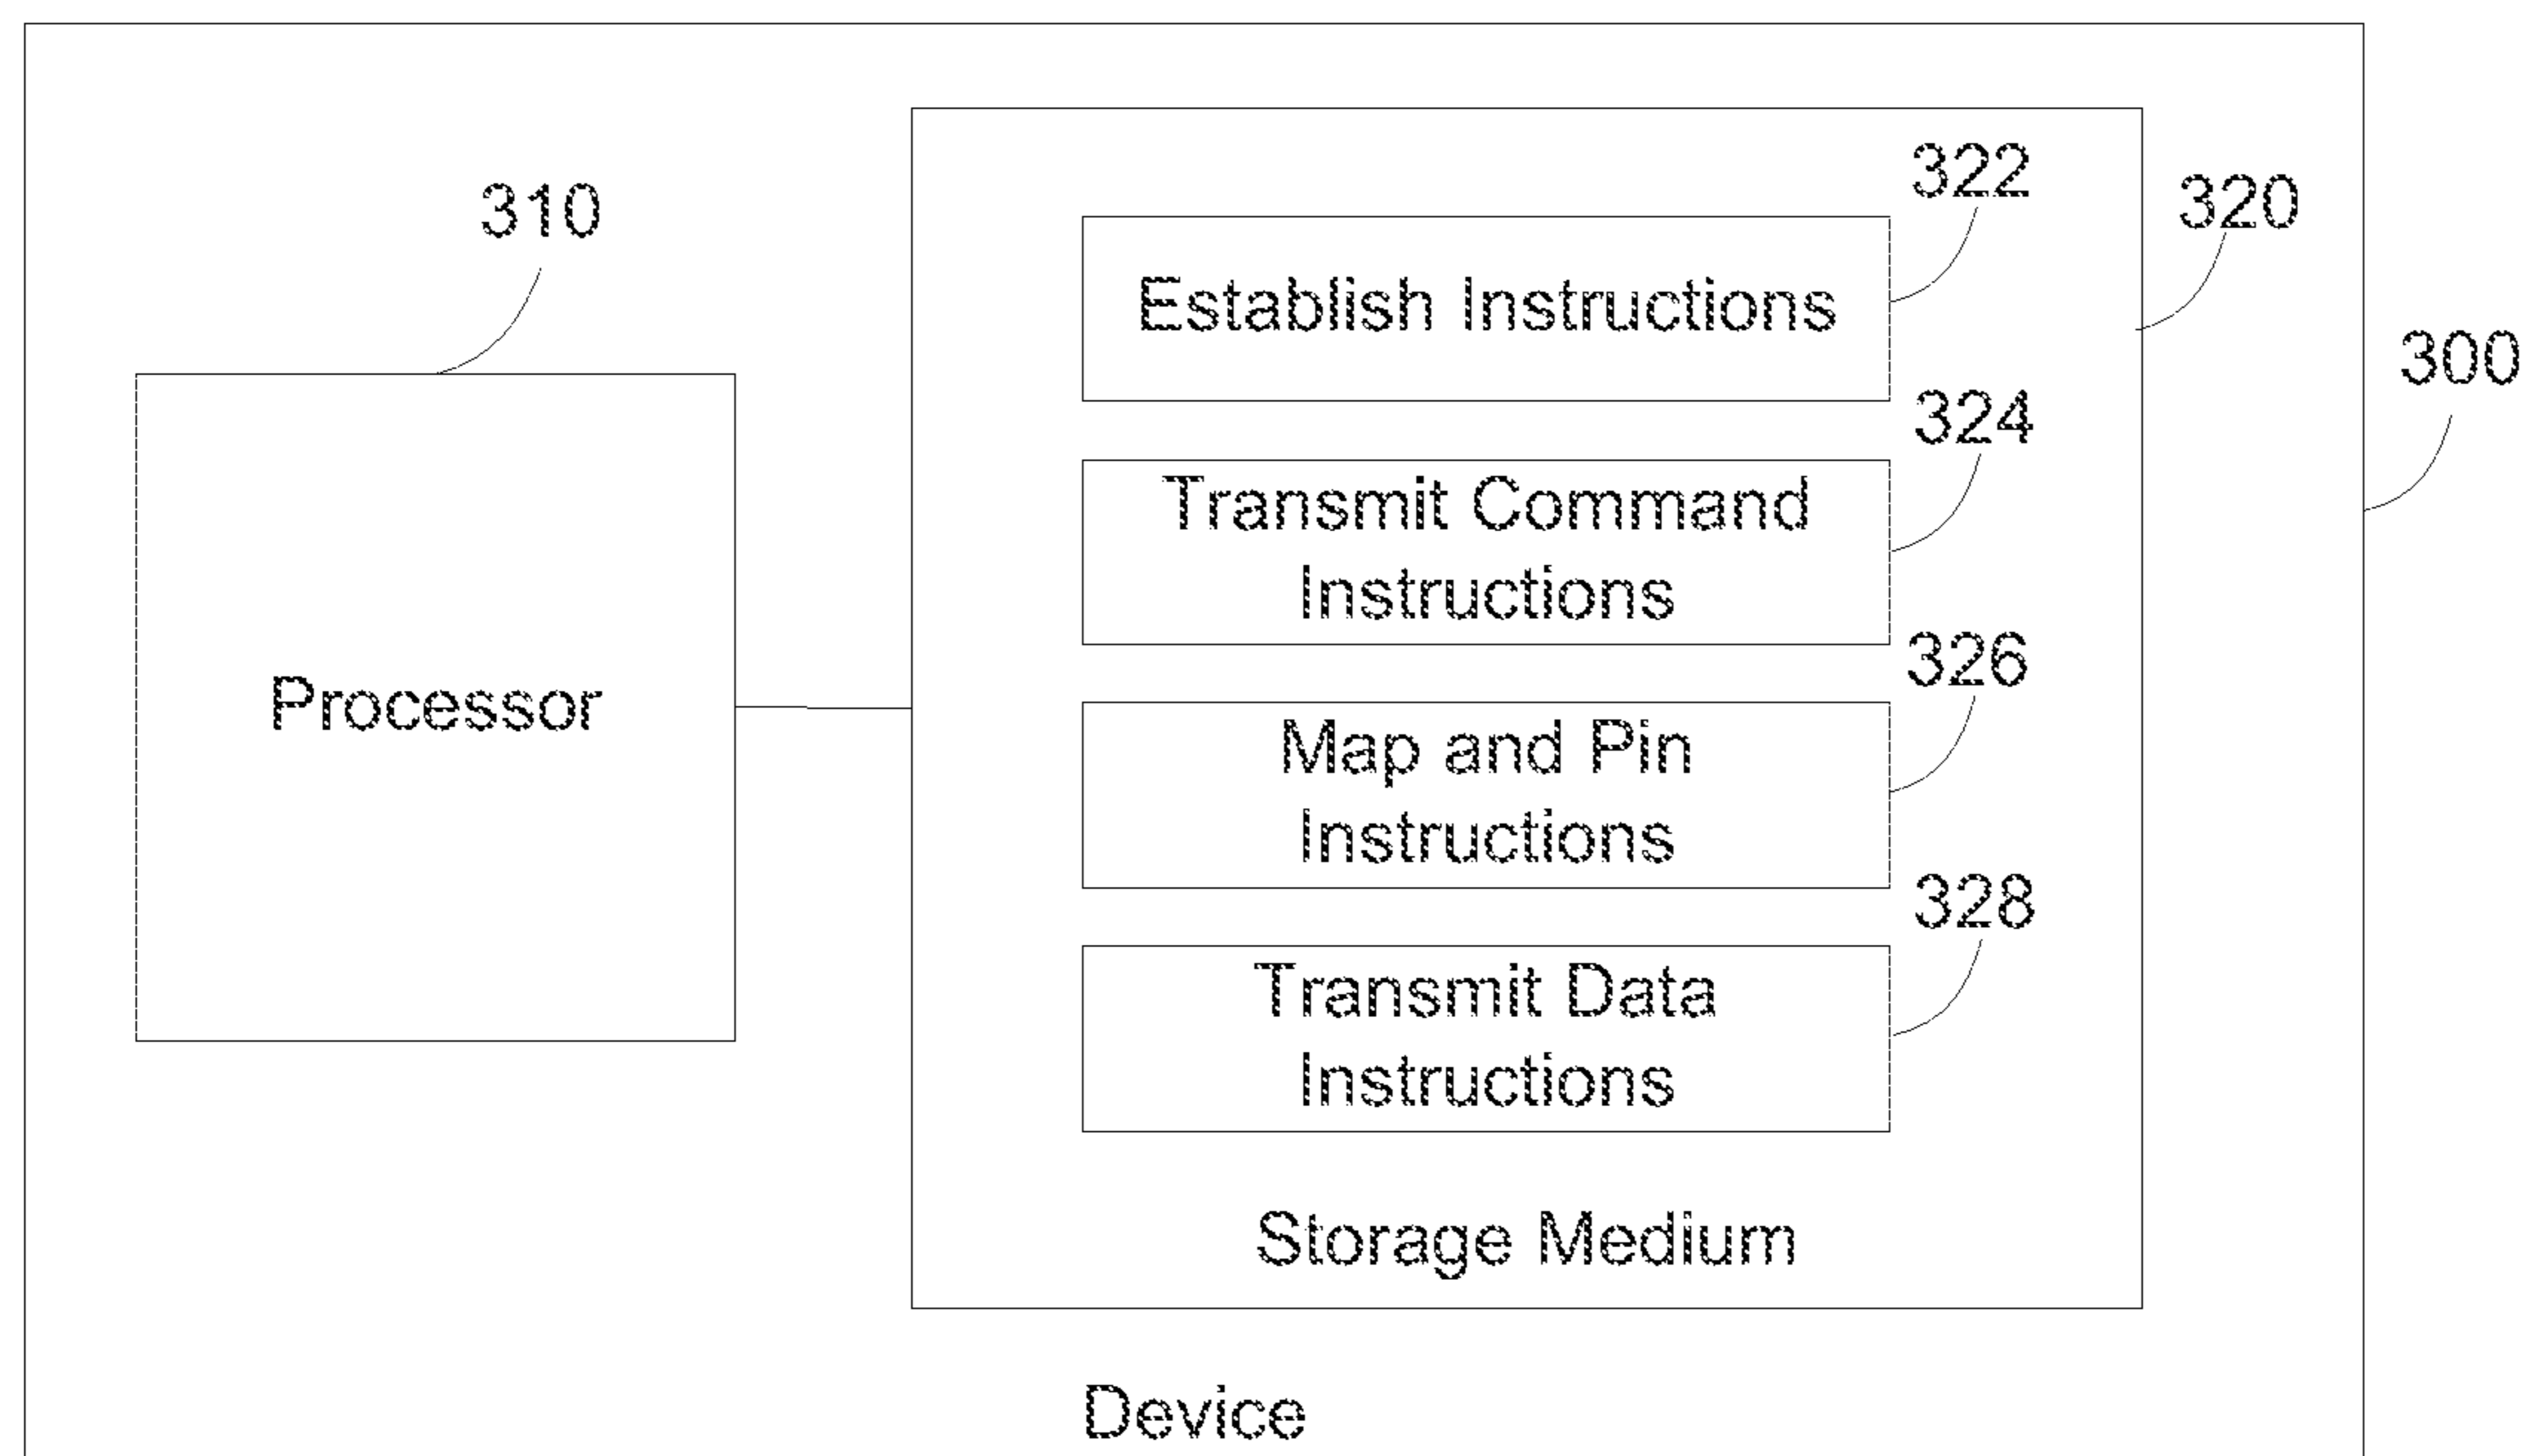 310
322
320
Establish Instructions
300
324
Transmit Command
Instructions
326
Processor
Map and Pin
Instructions
328
Transmit Data
Instructions
Storage Medium
Device